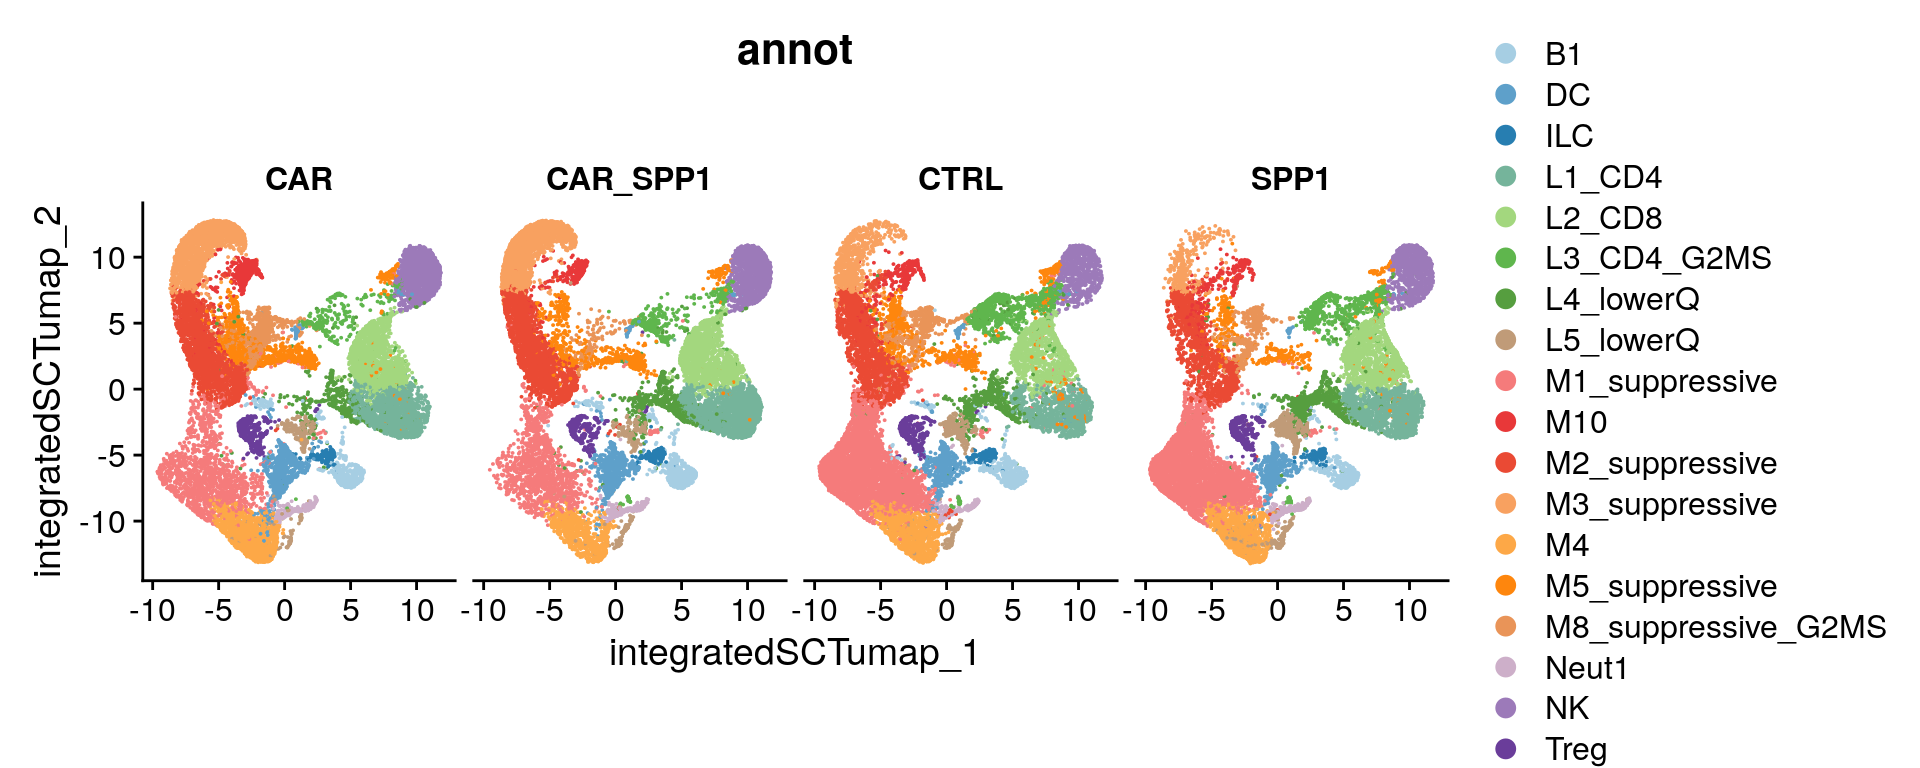 annot
CAR
CAR_SPP1
CTRL
SPP1
integratedSCTumap_2
10
5
0
-5
-10
-10 -5 0 5 10
-10 -5 0 5 10
-10 -5 0 5 10
-10 -5 0 5 10
integratedSCTumap_1
B1
DC
ILC
L1_CD4
L2_CD8
L3_CD4_G2MS
L4_lowerQ
L5_lowerQ
M1_suppressive
M10
M2_suppressive
M3_suppressive
M4
M5_suppressive
M8_suppressive_G2MS
Neut1
NK
Treg